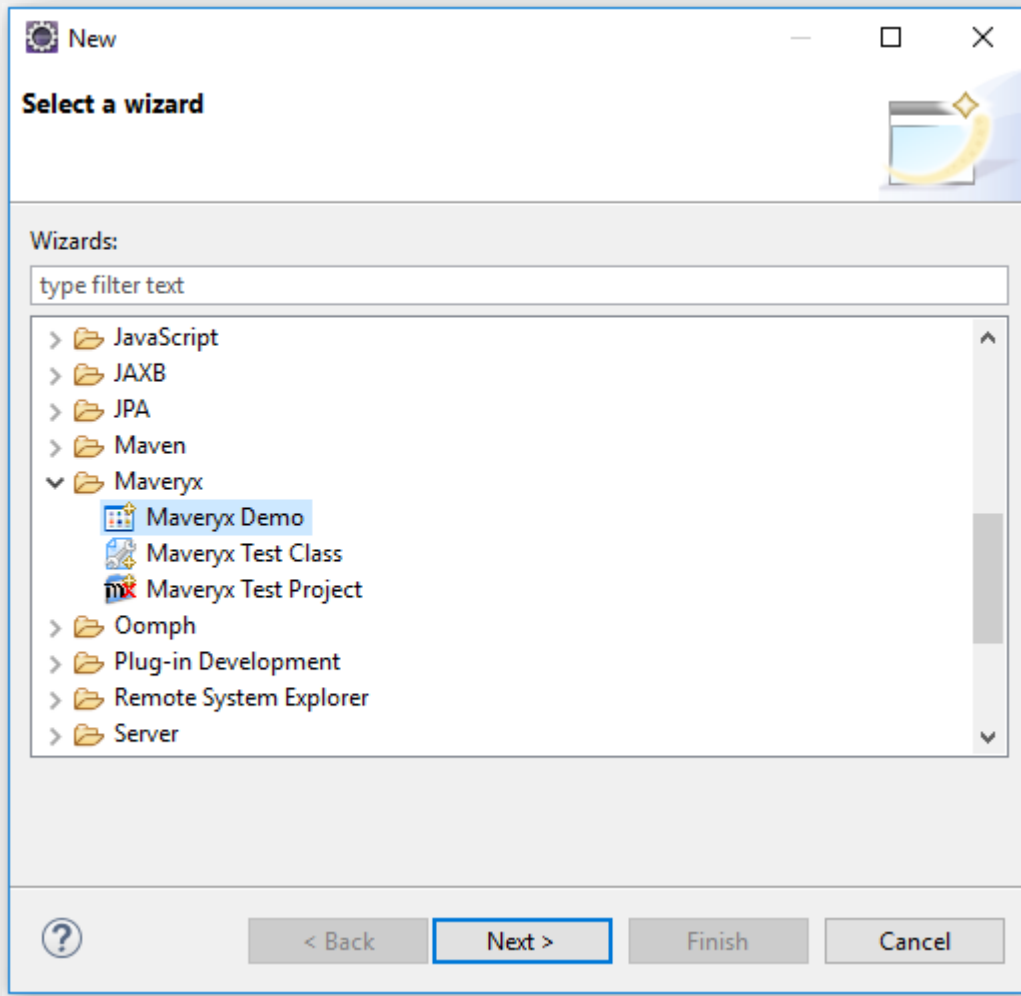 New
Select a wizard
Wizards:
type filter text
JavaScript
JAXB
JPA
Maven
Maveryx
Maveryx Demo
Maveryx Test Class
mx Maveryx Test Project
Oomph
Plug-in Development
Remote System Explorer
Server
? < Back Next > Finish Cancel